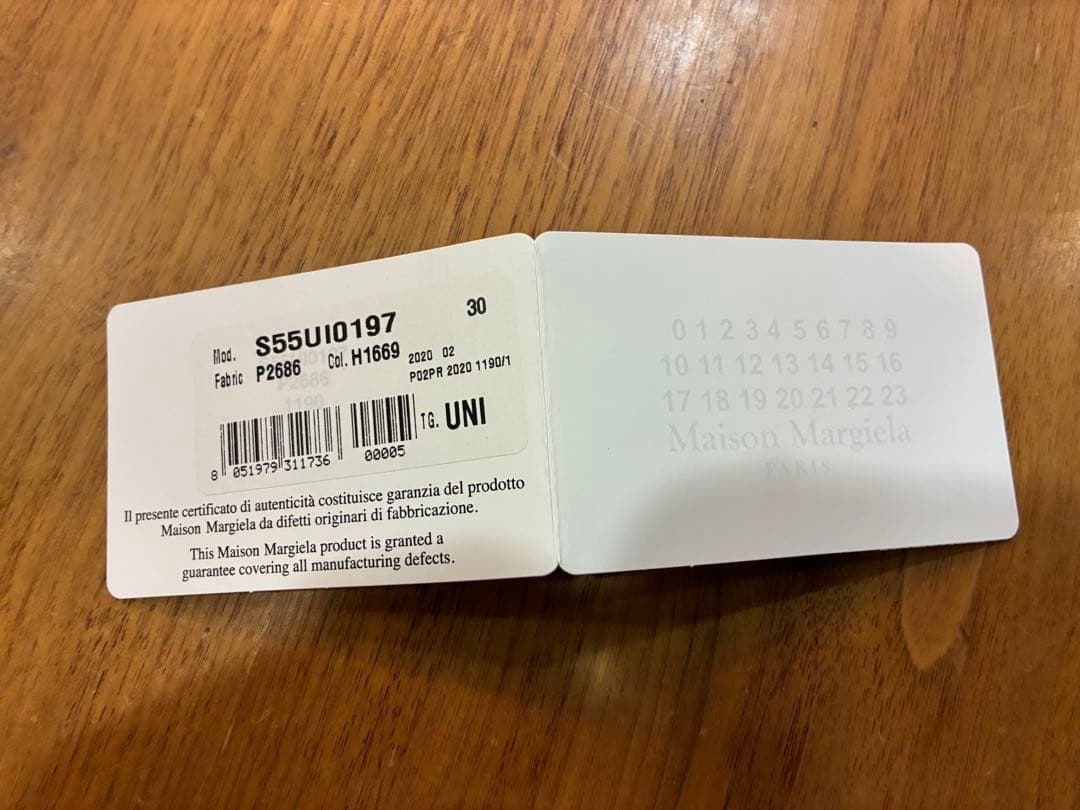 Mod. S55UI0197 30
Fabric P2686 Col. H1669 2020 02
P02PR 2020 1190/1
TG. UNI
8 051979 311736 00005
Il presente certificato di autenticità costituisce garanzia del prodotto
Maison Margiela da difetti originari di fabbricazione.
This Maison Margiela product is granted a
guarantee covering all manufacturing defects.
0 1 2 3 4 5 6 7 8 9
10 11 12 13 14 15 16
17 18 19 20 21 22 23
Maison Margiela
PARIS